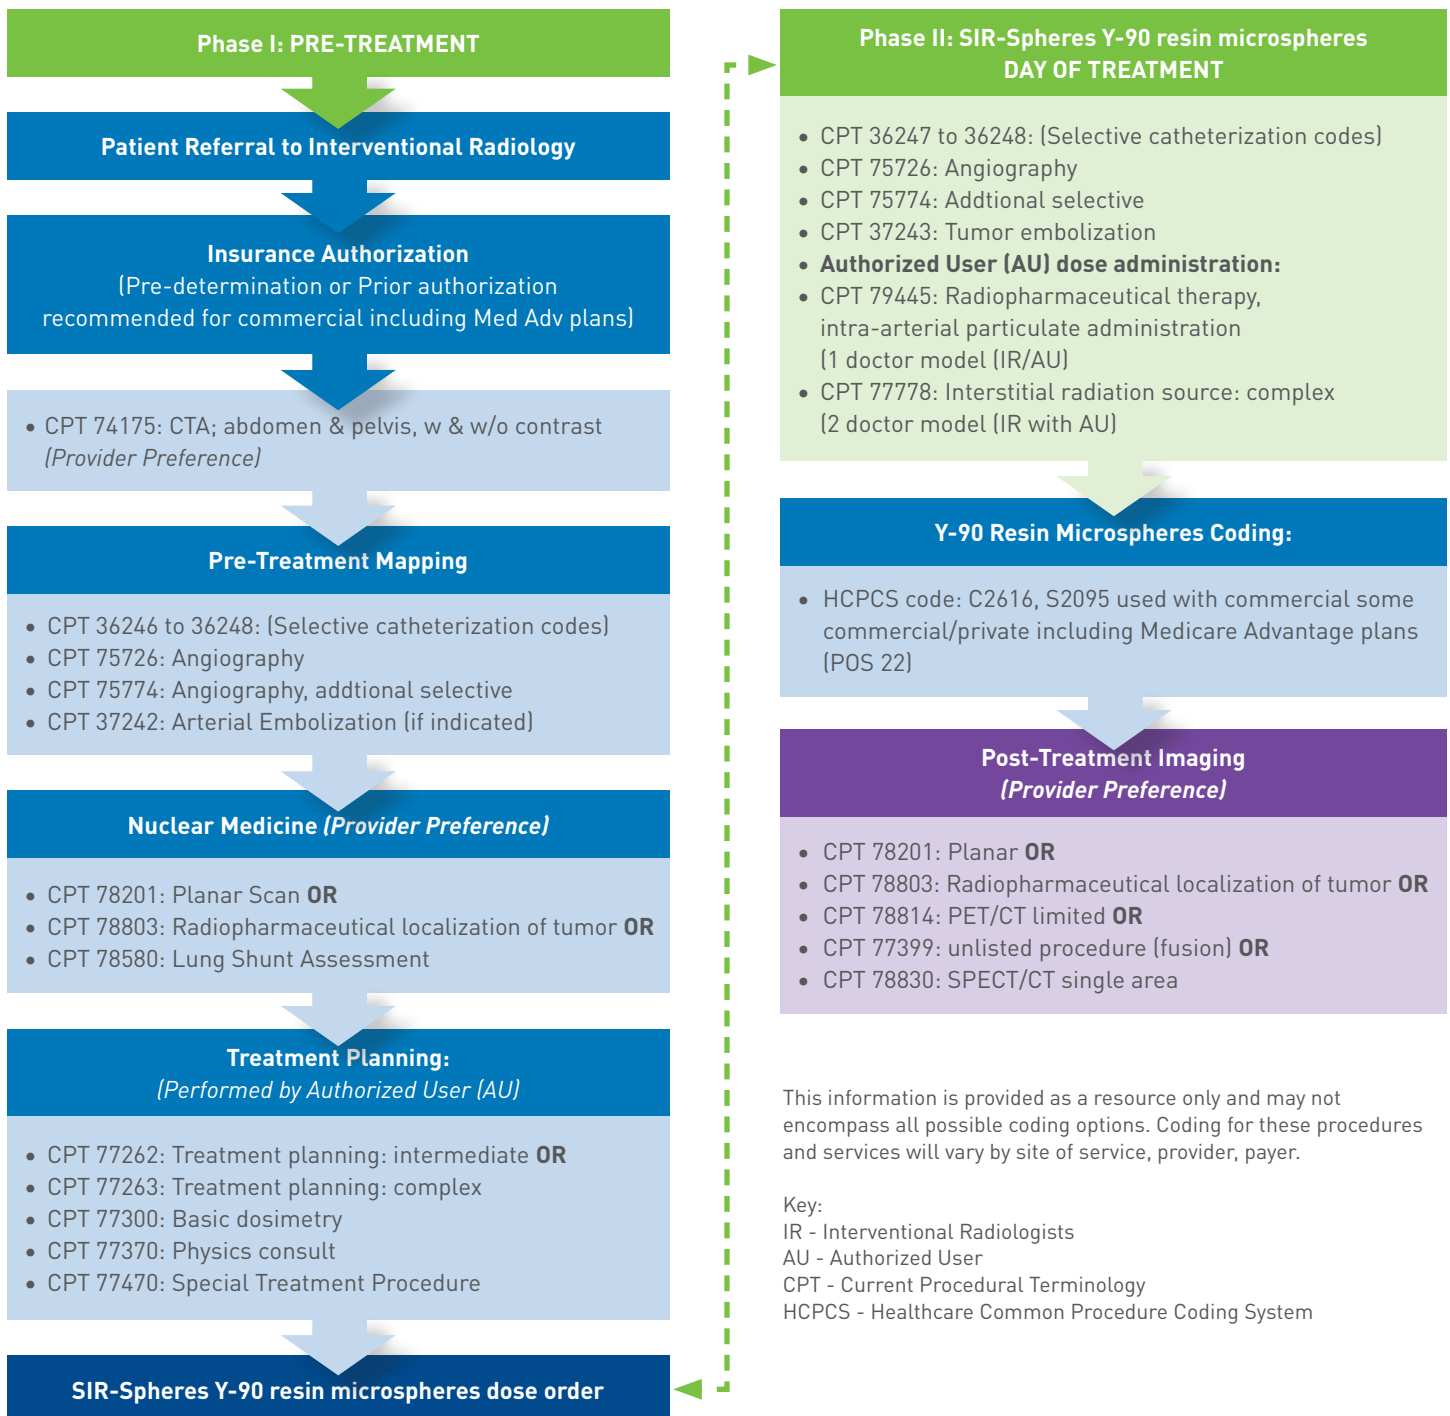 Phase I: PRE-TREATMENT
Patient Referral to Interventional Radiology
Insurance Authorization
(Pre-determination or Prior authorization
recommended for commercial including Med Adv plans)
• CPT 74175: CTA; abdomen & pelvis, w & w/o contrast
(Provider Preference)
Pre-Treatment Mapping
• CPT 36246 to 36248: (Selective catheterization codes)
• CPT 75726: Angiography
• CPT 75774: Angiography, addtional selective
• CPT 37242: Arterial Embolization (if indicated)
Nuclear Medicine (Provider Preference)
• CPT 78201: Planar Scan OR
• CPT 78803: Radiopharmaceutical localization of tumor OR
• CPT 78580: Lung Shunt Assessment
Treatment Planning:
(Performed by Authorized User (AU)
• CPT 77262: Treatment planning: intermediate OR
• CPT 77263: Treatment planning: complex
• CPT 77300: Basic dosimetry
• CPT 77370: Physics consult
• CPT 77470: Special Treatment Procedure
SIR-Spheres Y-90 resin microspheres dose order
Phase II: SIR-Spheres Y-90 resin microspheres
DAY OF TREATMENT
• CPT 36247 to 36248: (Selective catheterization codes)
• CPT 75726: Angiography
• CPT 75774: Addtional selective
• CPT 37243: Tumor embolization
• Authorized User (AU) dose administration:
• CPT 79445: Radiopharmaceutical therapy,
intra-arterial particulate administration
(1 doctor model (IR/AU)
• CPT 77778: Interstitial radiation source: complex
(2 doctor model (IR with AU)
Y-90 Resin Microspheres Coding:
• HCPCS code: C2616, S2095 used with commercial some
commercial/private including Medicare Advantage plans
(POS 22)
Post-Treatment Imaging
(Provider Preference)
• CPT 78201: Planar OR
• CPT 78803: Radiopharmaceutical localization of tumor OR
• CPT 78814: PET/CT limited OR
• CPT 77399: unlisted procedure (fusion) OR
• CPT 78830: SPECT/CT single area
This information is provided as a resource only and may not
encompass all possible coding options. Coding for these procedures
and services will vary by site of service, provider, payer.
Key:
IR - Interventional Radiologists
AU - Authorized User
CPT - Current Procedural Terminology
HCPCS - Healthcare Common Procedure Coding System